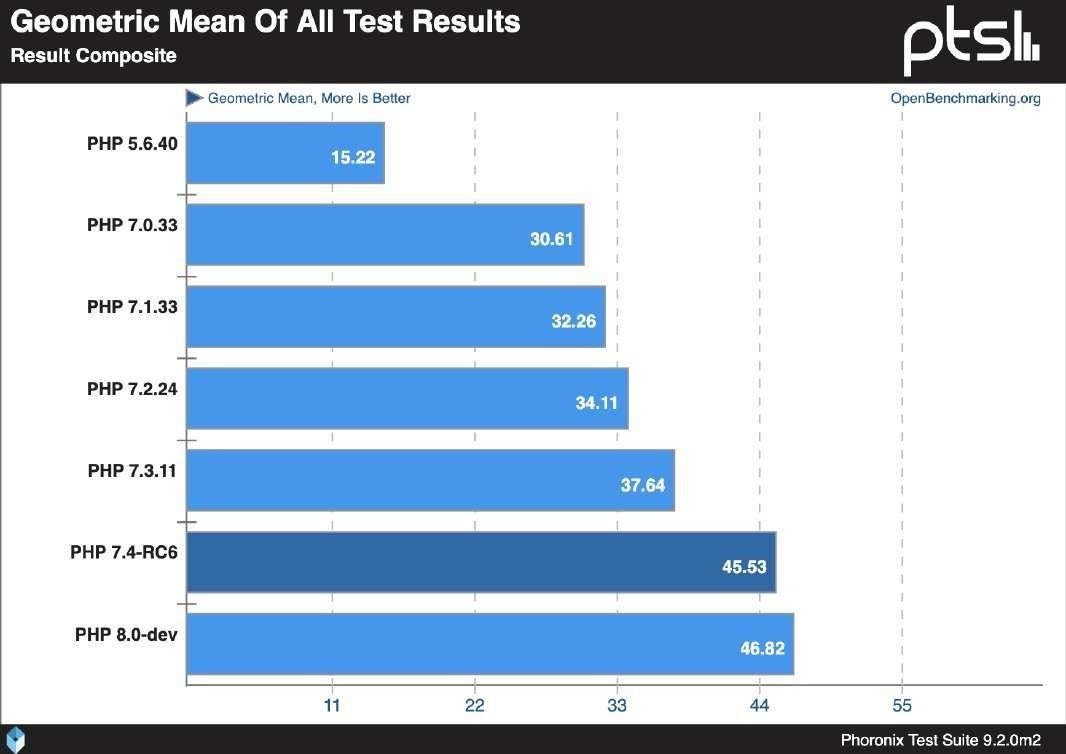 Geometric Mean Of All Test Results
Result Composite
ptsl
Geometric Mean, More Is Better
OpenBenchmarking.org
PHP 5.6.40
15.22
PHP 7.0.33
30.61
PHP 7.1.33
32.26
PHP 7.2.24
34.11
PHP 7.3.11
37.64
PHP 7.4-RC6
45.53
PHP 8.0-dev
46.82
11 22 33 44 55
Phoronix Test Suite 9.2.0m2